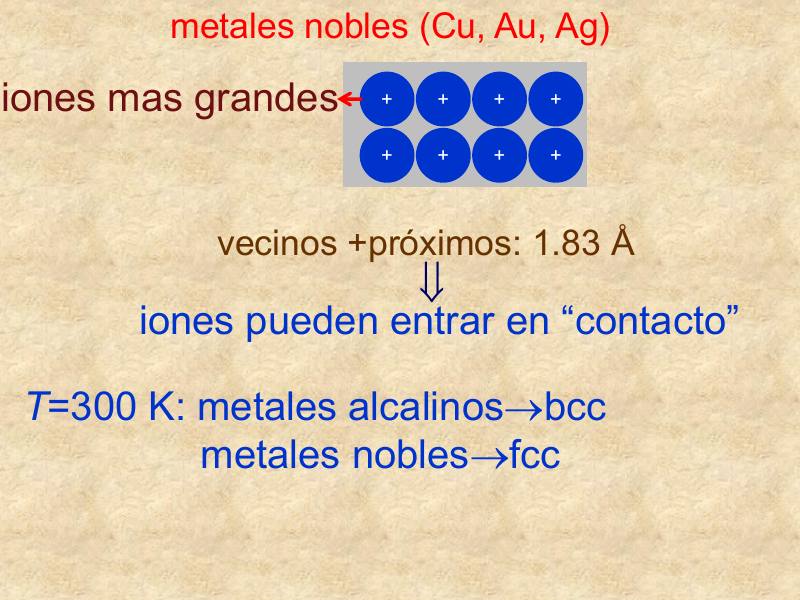 metales nobles (Cu, Au, Ag)
iones mas grandes
+ + + +
+ + + +
vecinos +próximos: 1.83 Å
⇓
iones pueden entrar en “contacto”
T=300 K: metales alcalinos→bcc
metales nobles→fcc